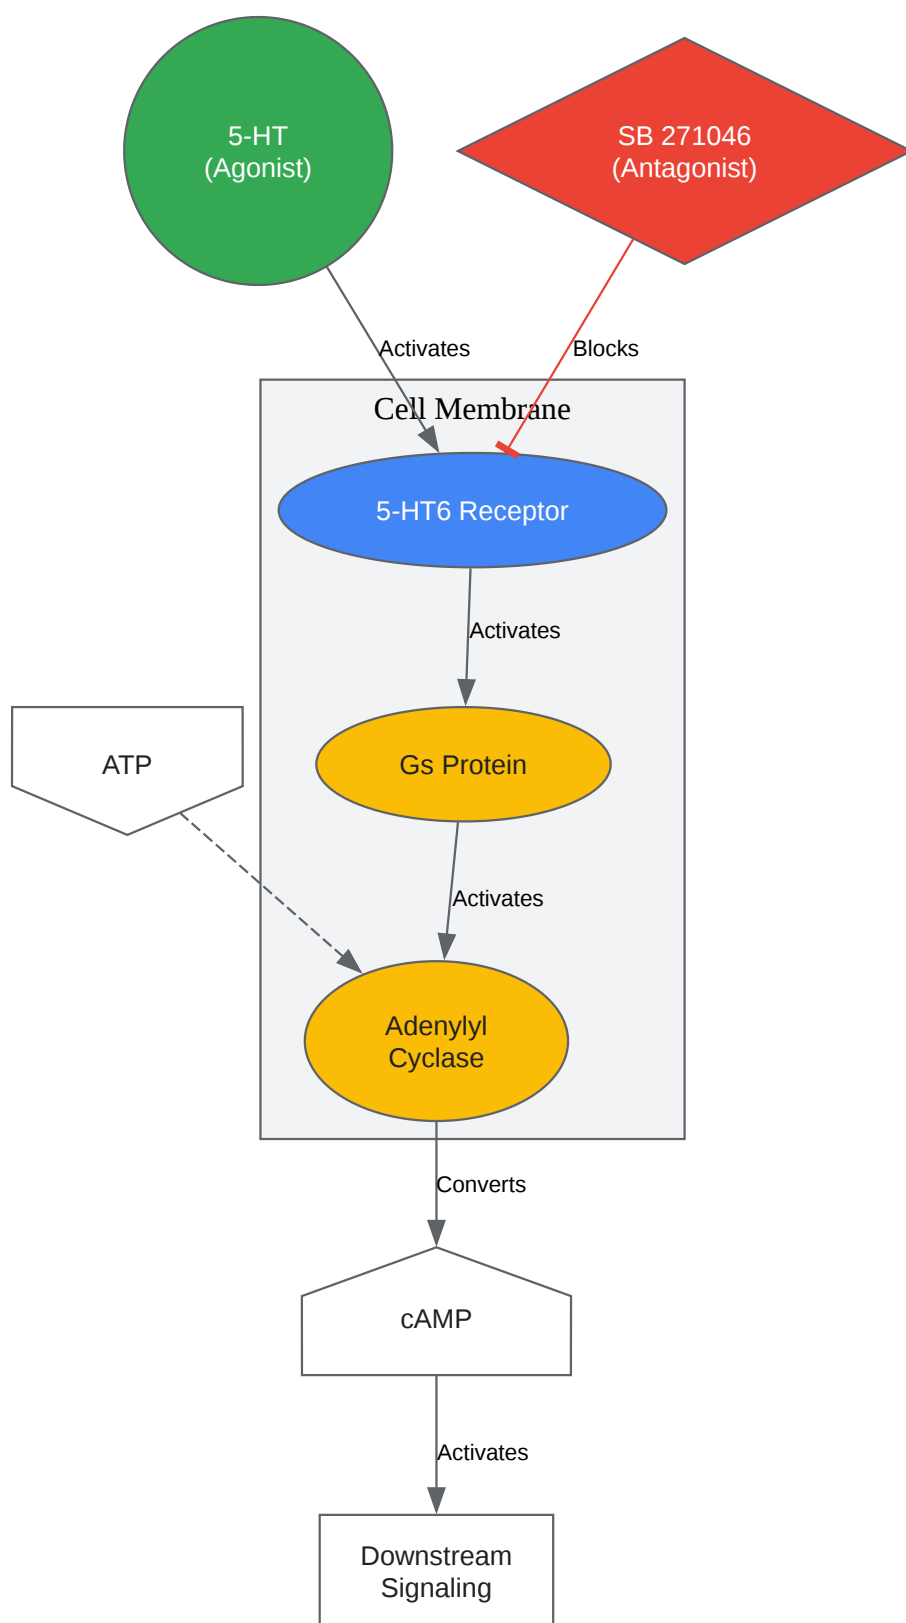 5-HT
(Agonist)
SB 271046
(Antagonist)
Activates
Blocks
Cell Membrane
5-HT6 Receptor
Activates
ATP
Gs Protein
Activates
Adenylyl
Cyclase
Converts
cAMP
Activates
Downstream
Signaling